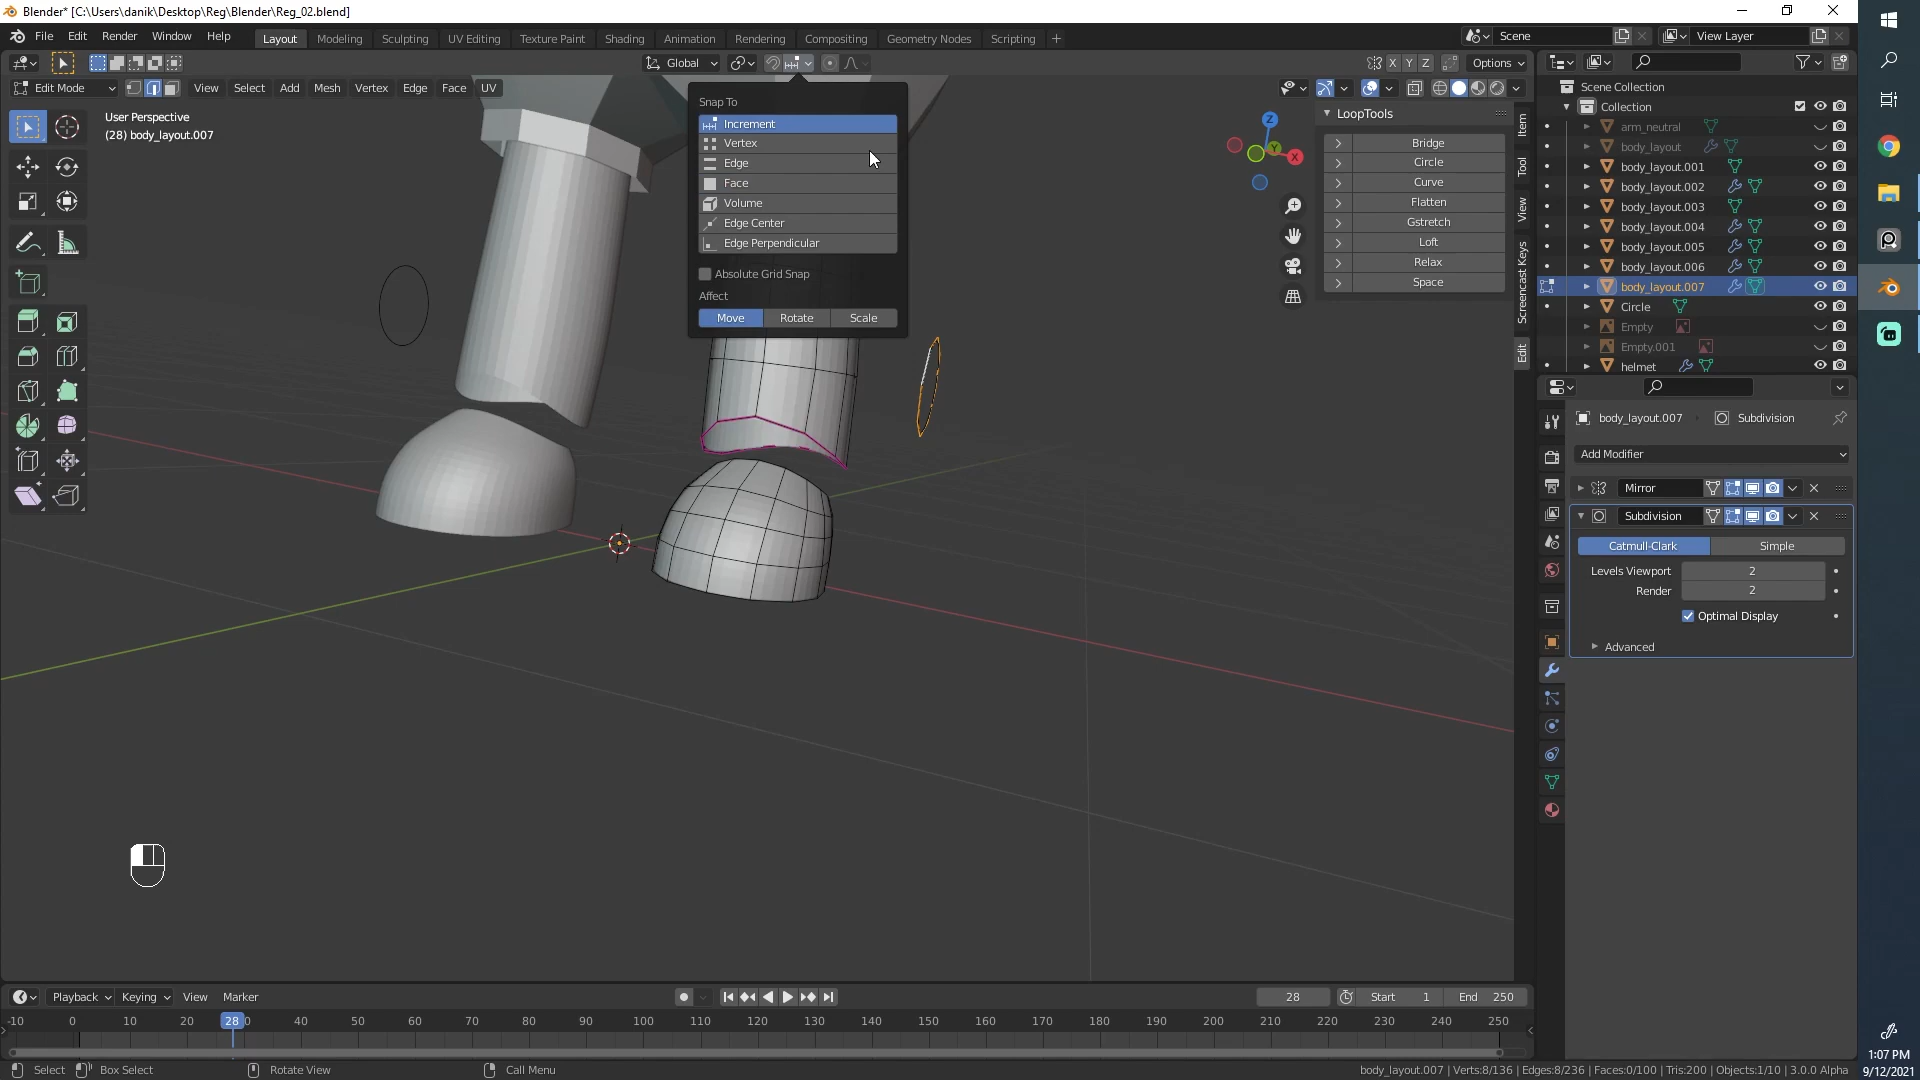 Blender* [C:\Users\danik\Desktop\Reg\Blender\Reg_02.blend]
File Edit Render Window Help Layout Modeling Sculpting UV Editing Texture Paint Shading Animation Rendering Compositing Geometry Nodes Scripting + Scene View Layer
Global X Y Z Options
Edit Mode View Select Add Mesh Vertex Edge Face UV
User Perspective
(28) body_layout.007
Snap To
Increment
Vertex
Edge
Face
Volume
Edge Center
Edge Perpendicular
Absolute Grid Snap
Affect
Move Rotate Scale
Z
Y
X
LoopTools
Bridge
Circle
Curve
Flatten
Gstretch
Loft
Relax
Space
Item
Tool
View
Screencast Keys
Edit
Scene Collection
Collection
arm_neutral
body_layout
body_layout.001
body_layout.002
body_layout.003
body_layout.004
body_layout.005
body_layout.006
body_layout.007
Circle
Empty
Empty.001
helmet
body_layout.007 Subdivision
Add Modifier
Mirror
Subdivision
Catmull-Clark Simple
Levels Viewport 2
Render 2
Optimal Display
Advanced
Playback Keying View Marker 28 Start 1 End 250
-10 0 10 20 28 0 40 50 60 70 80 90 100 110 120 130 140 150 160 170 180 190 200 210 220 230 240 250
Select Box Select Rotate View Call Menu body_layout.007 | Verts:8/136 | Edges:8/236 | Faces:0/100 | Tris:200 | Objects:1/10 | 3.0.0 Alpha
1:07 PM
9/12/2021